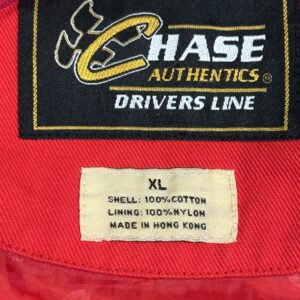 CHASE
AUTHENTICS®
DRIVERS LINE
XL
SHELL: 100% COTTON
LINING: 100% NYLON
MADE IN HONG KONG